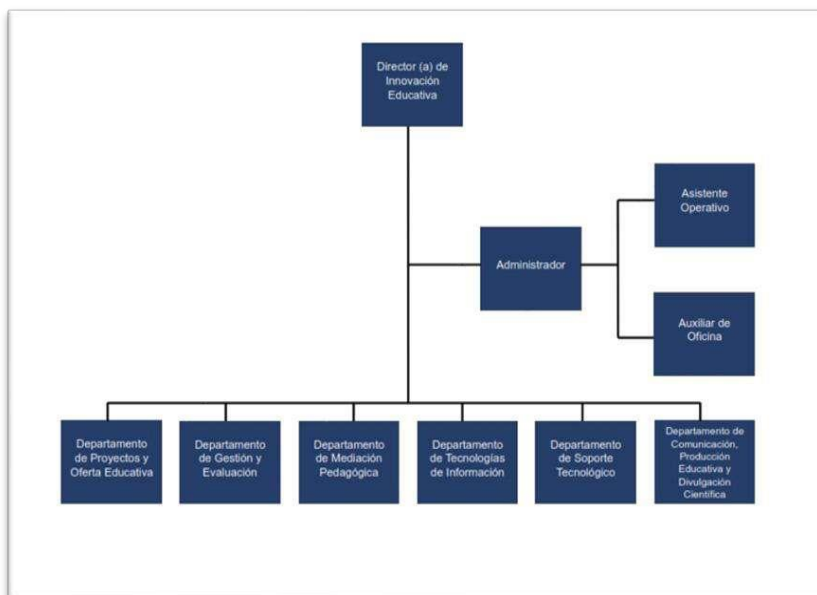 Director (a) de
Innovación
Educativa
Asistente
Operativo
Administrador
Auxiliar de
Oficina
Departamento
de Proyectos y
Oferta Educativa
Departamento
de Gestión y
Evaluación
Departamento
de Mediación
Pedagógica
Departamento
de Tecnologías
de Información
Departamento
de Soporte
Tecnológico
Departamento de
Comunicación,
Producción
Educativa y
Divulgación
Científica